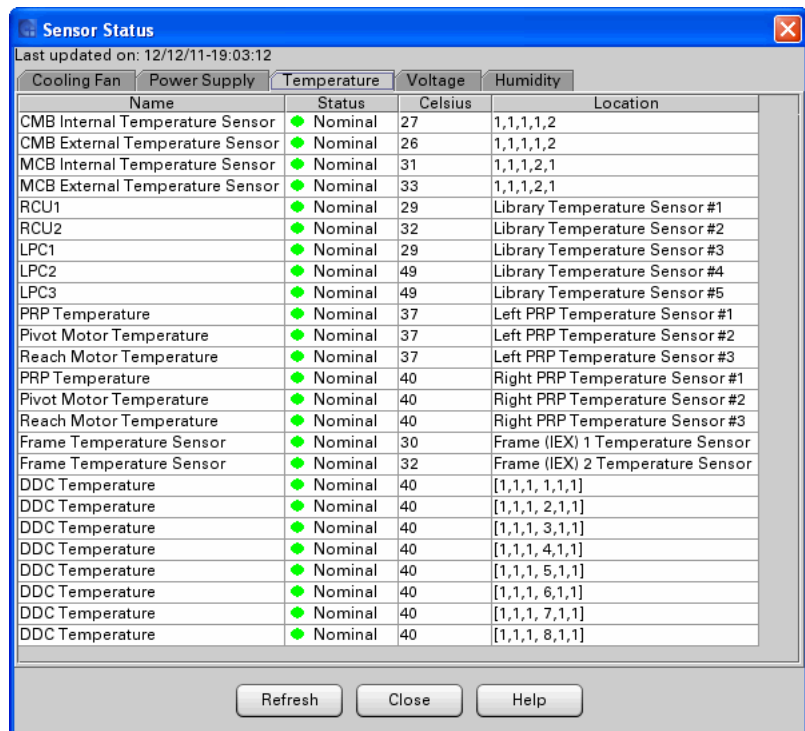 Sensor Status
Last updated on: 12/12/11-19:03:12
Cooling Fan Power Supply Temperature Voltage Humidity
Name Status Celsius Location
CMB Internal Temperature Sensor Nominal 27 1,1,1,1,2
CMB External Temperature Sensor Nominal 26 1,1,1,1,2
MCB Internal Temperature Sensor Nominal 31 1,1,1,2,1
MCB External Temperature Sensor Nominal 33 1,1,1,2,1
RCU1 Nominal 29 Library Temperature Sensor #1
RCU2 Nominal 32 Library Temperature Sensor #2
LPC1 Nominal 29 Library Temperature Sensor #3
LPC2 Nominal 49 Library Temperature Sensor #4
LPC3 Nominal 49 Library Temperature Sensor #5
PRP Temperature Nominal 37 Left PRP Temperature Sensor #1
Pivot Motor Temperature Nominal 37 Left PRP Temperature Sensor #2
Reach Motor Temperature Nominal 37 Left PRP Temperature Sensor #3
PRP Temperature Nominal 40 Right PRP Temperature Sensor #1
Pivot Motor Temperature Nominal 40 Right PRP Temperature Sensor #2
Reach Motor Temperature Nominal 40 Right PRP Temperature Sensor #3
Frame Temperature Sensor Nominal 30 Frame (IEX) 1 Temperature Sensor
Frame Temperature Sensor Nominal 32 Frame (IEX) 2 Temperature Sensor
DDC Temperature Nominal 40 [1,1,1, 1,1,1]
DDC Temperature Nominal 40 [1,1,1, 2,1,1]
DDC Temperature Nominal 40 [1,1,1, 3,1,1]
DDC Temperature Nominal 40 [1,1,1, 4,1,1]
DDC Temperature Nominal 40 [1,1,1, 5,1,1]
DDC Temperature Nominal 40 [1,1,1, 6,1,1]
DDC Temperature Nominal 40 [1,1,1, 7,1,1]
DDC Temperature Nominal 40 [1,1,1, 8,1,1]
Refresh Close Help